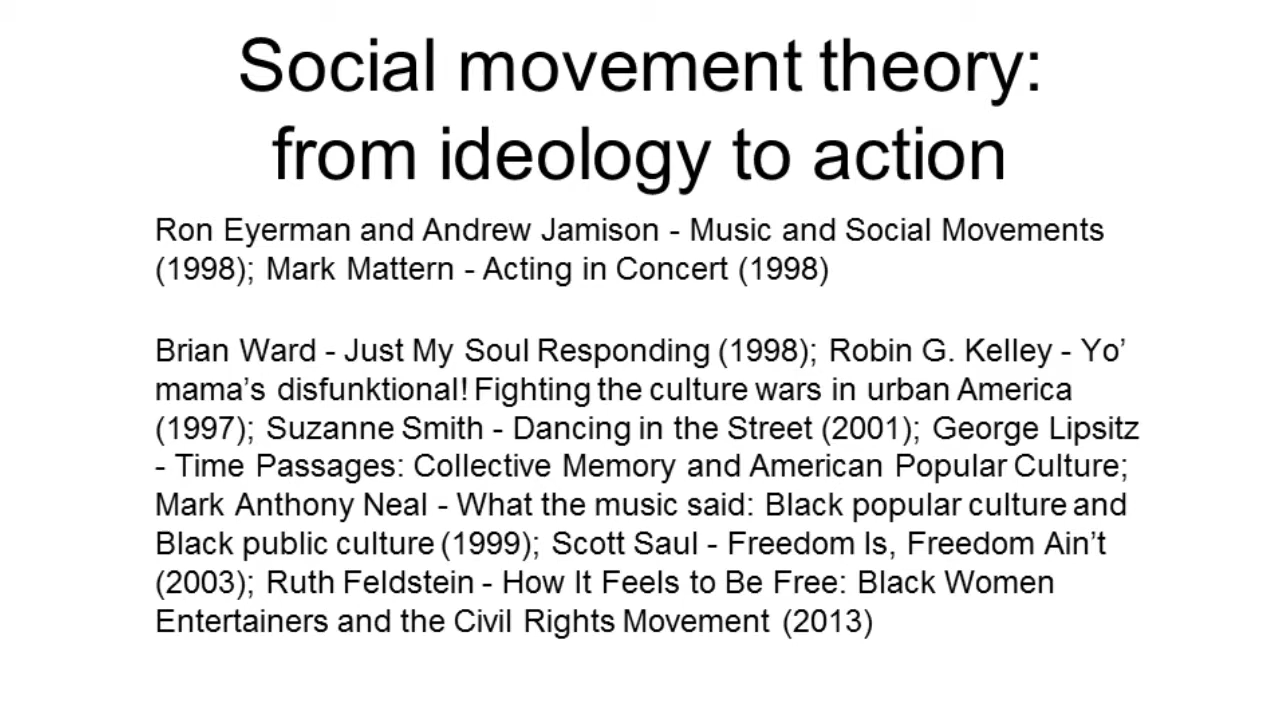 Social movement theory:
from ideology to action
Ron Eyerman and Andrew Jamison - Music and Social Movements
(1998); Mark Mattern - Acting in Concert (1998)
Brian Ward - Just My Soul Responding (1998); Robin G. Kelley - Yo’
mama’s disfunktional! Fighting the culture wars in urban America
(1997); Suzanne Smith - Dancing in the Street (2001); George Lipsitz
- Time Passages: Collective Memory and American Popular Culture;
Mark Anthony Neal - What the music said: Black popular culture and
Black public culture (1999); Scott Saul - Freedom Is, Freedom Ain’t
(2003); Ruth Feldstein - How It Feels to Be Free: Black Women
Entertainers and the Civil Rights Movement (2013)